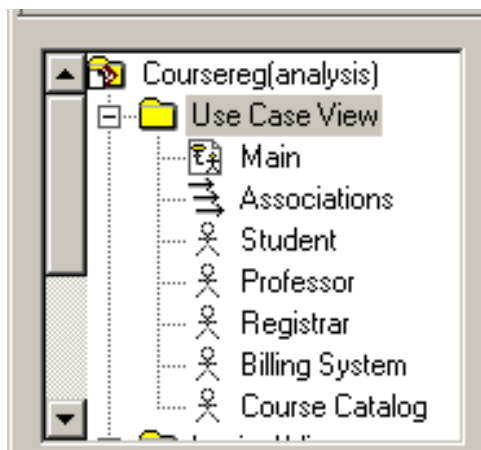 Coursereg(analysis)
Use Case View
Main
Associations
Student
Professor
Registrar
Billing System
Course Catalog